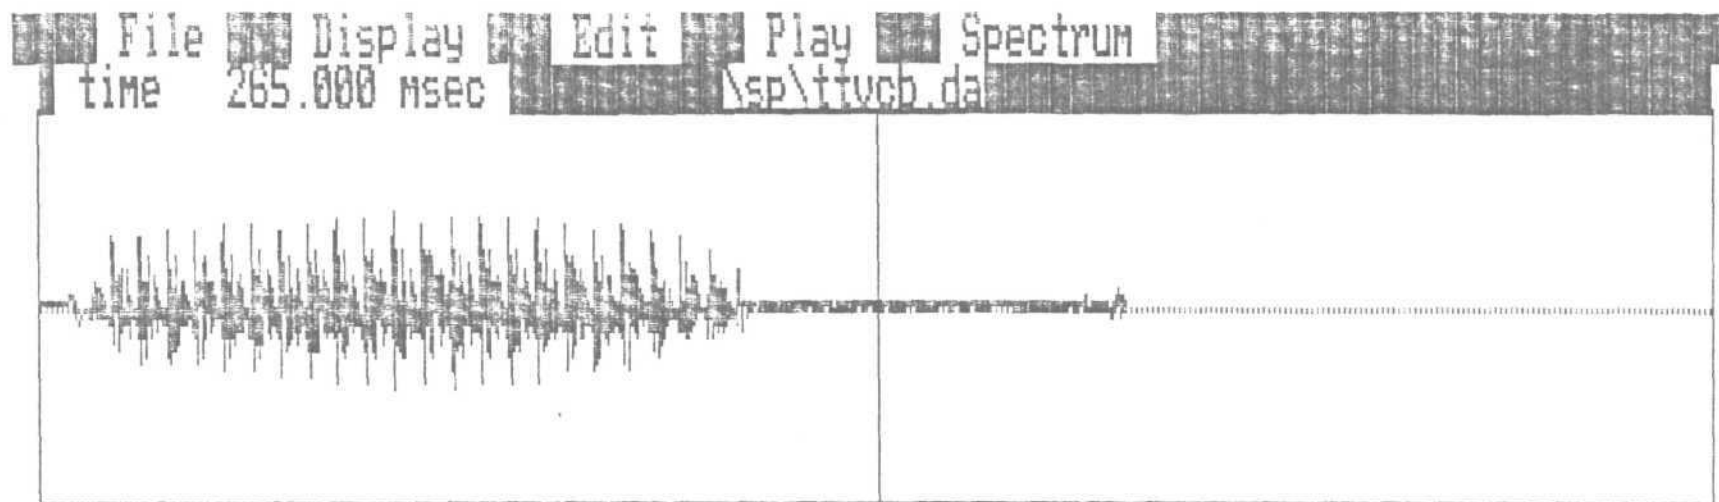 File Display Edit Play Spectrum
time 265.000 msec \sp\ttvcb.da